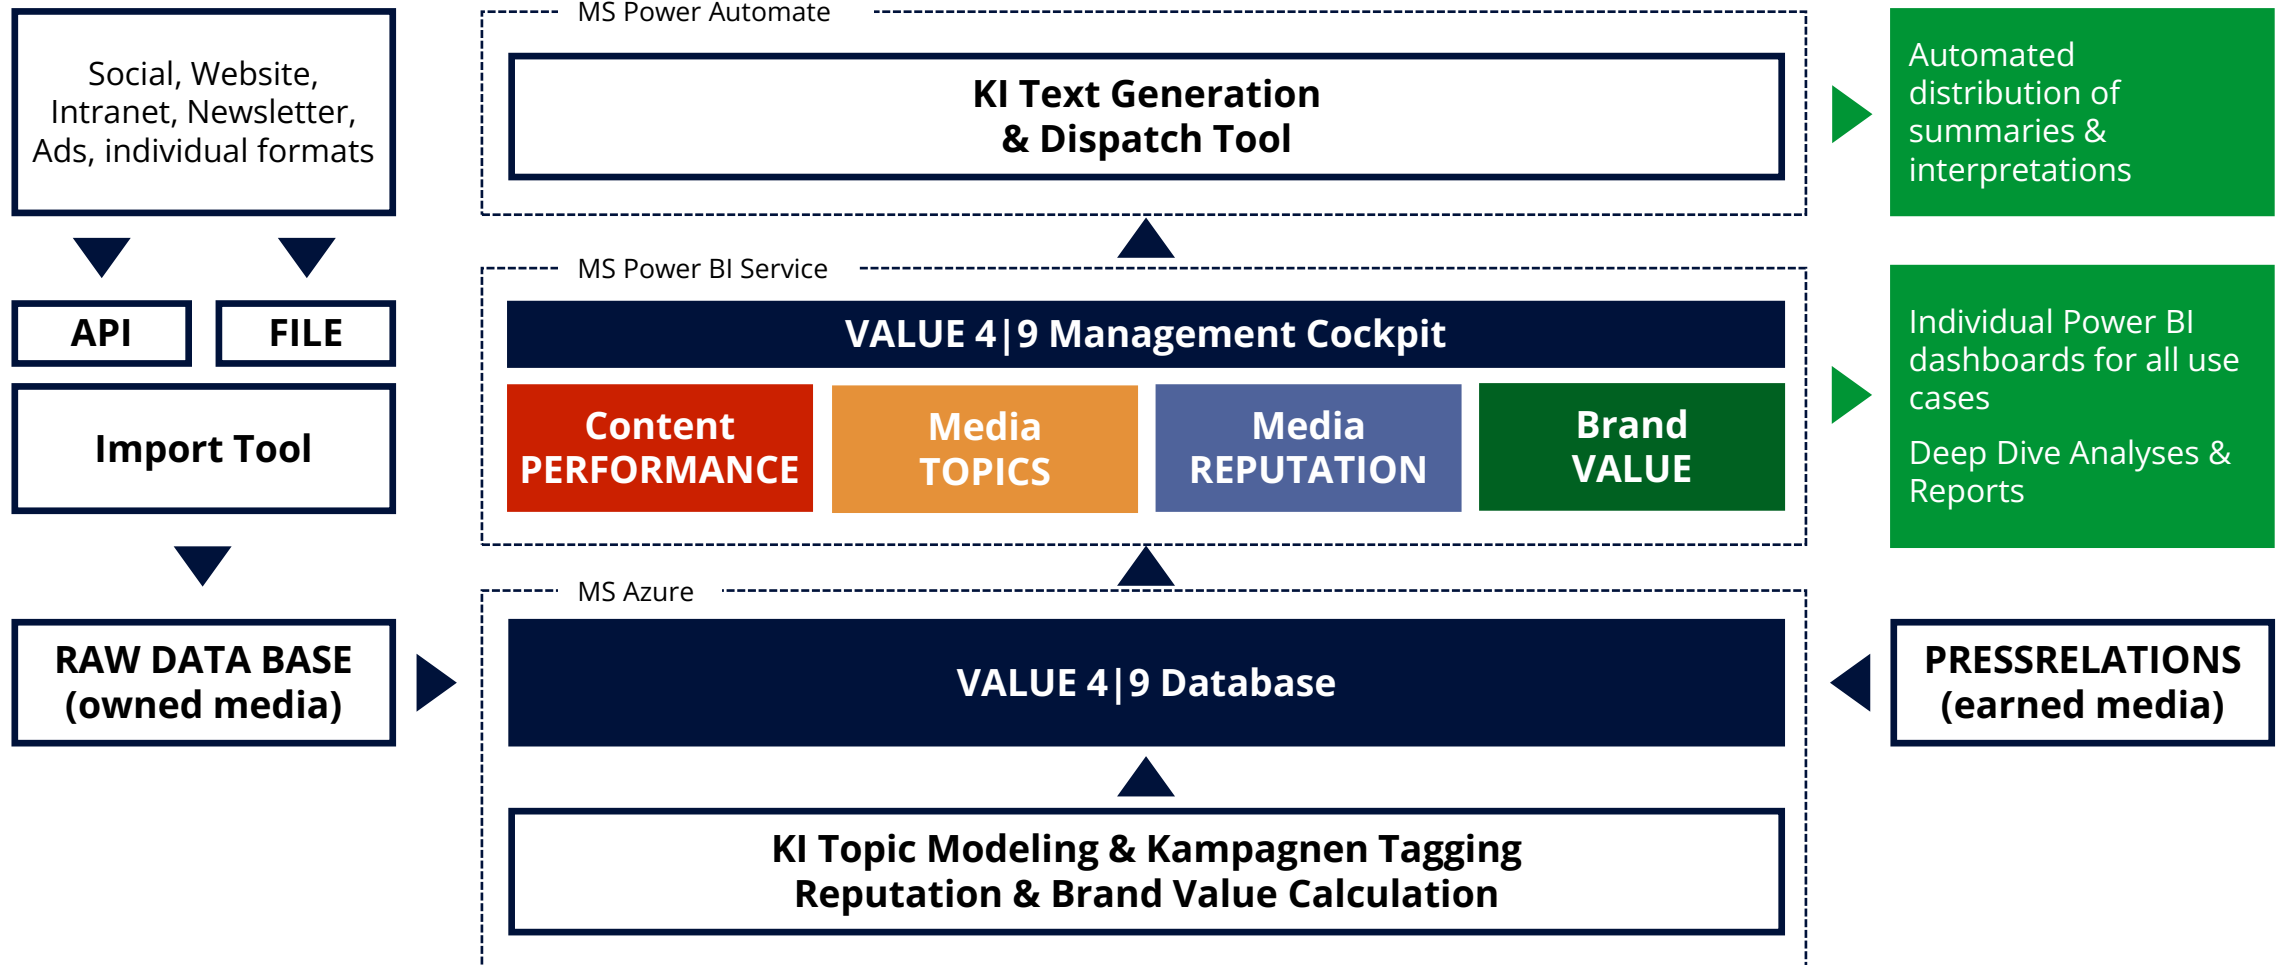 Social, Website,
Intranet, Newsletter,
Ads, individual formats
API
FILE
Import Tool
RAW DATA BASE
(owned media)
MS Power Automate
KI Text Generation
& Dispatch Tool
MS Power BI Service
VALUE 4|9 Management Cockpit
Content
PERFORMANCE
Media
TOPICS
Media
REPUTATION
Brand
VALUE
MS Azure
VALUE 4|9 Database
KI Topic Modeling & Kampagnen Tagging
Reputation & Brand Value Calculation
Automated
distribution of
summaries &
interpretations
Individual Power BI
dashboards for all use
cases
Deep Dive Analyses &
Reports
PRESSRELATIONS
(earned media)